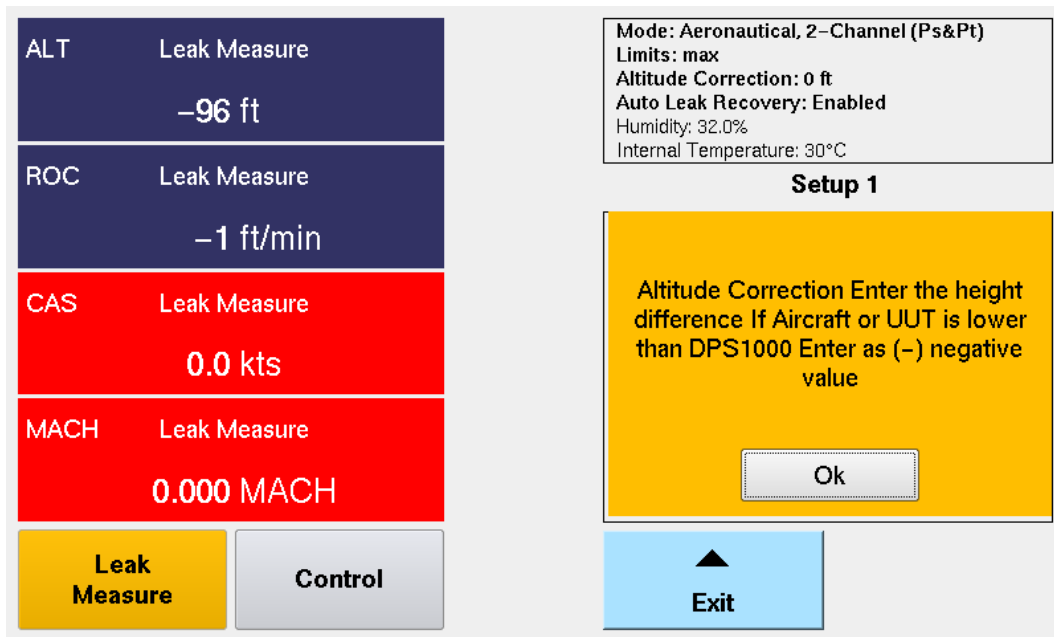 ALT Leak Measure
−96 ft
ROC Leak Measure
−1 ft/min
CAS Leak Measure
0.0 kts
MACH Leak Measure
0.000 MACH
Leak
Measure
Control
Mode: Aeronautical, 2−Channel (Ps&Pt)
Limits: max
Altitude Correction: 0 ft
Auto Leak Recovery: Enabled
Humidity: 32.0%
Internal Temperature: 30°C
Setup 1
Altitude Correction Enter the height
difference If Aircraft or UUT is lower
than DPS1000 Enter as (−) negative
value
Ok
Exit